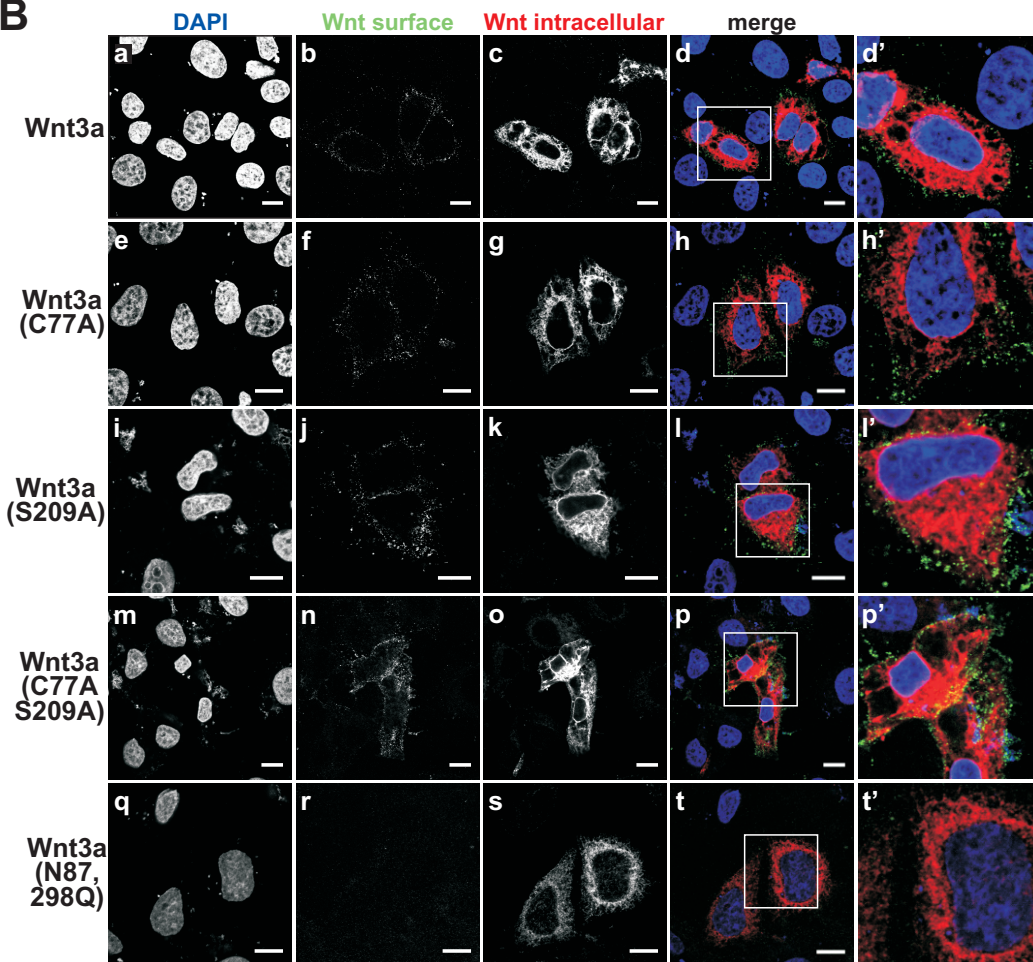 B
DAPI Wnt surface Wnt intracellular merge
Wnt3a
a b c d d’
Wnt3a
(C77A)
e f g h h’
Wnt3a
(S209A)
i j k l l’
Wnt3a
(C77A
S209A)
m n o p p’
Wnt3a
(N87,
298Q)
q r s t t’